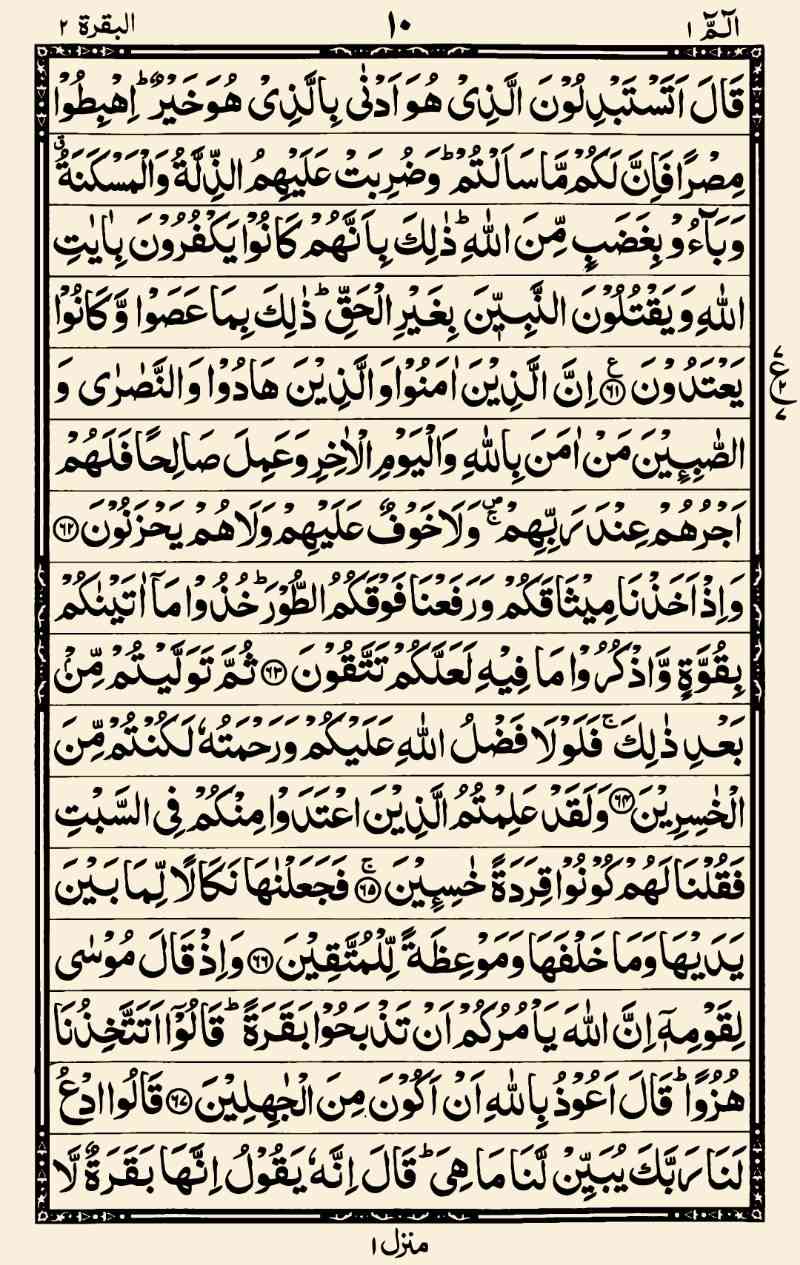 الٓمّٓ ١ ١٠ البقرة ٢
قَالَ اَتَسْتَبْدِلُوْنَ الَّذِیْ هُوَ اَدْنٰی بِالَّذِیْ هُوَ خَیْرٌ ؕ اِهْبِطُوْا
مِصْرًا فَاِنَّ لَكُمْ مَّا سَاَلْتُمْ ؕ وَضُرِبَتْ عَلَیْهِمُ الذِّلَّةُ وَالْمَسْكَنَةُ ۗ
وَبَآءُوْ بِغَضَبٍ مِّنَ اللّٰهِ ؕ ذٰلِكَ بِاَنَّهُمْ كَانُوْا یَكْفُرُوْنَ بِاٰیٰتِ
اللّٰهِ وَیَقْتُلُوْنَ النَّبِیّٖنَ بِغَیْرِ الْحَقِّ ؕ ذٰلِكَ بِمَا عَصَوْا وَّكَانُوْا
یَعْتَدُوْنَ ۟ ع ٦١ اِنَّ الَّذِیْنَ اٰمَنُوْا وَالَّذِیْنَ هَادُوْا وَالنَّصٰرٰی وَ
الصّٰبِـِٕیْنَ مَنْ اٰمَنَ بِاللّٰهِ وَالْیَوْمِ الْاٰخِرِ وَعَمِلَ صَالِحًا فَلَهُمْ
اَجْرُهُمْ عِنْدَ رَبِّهِمْ ۪ۚ وَلَا خَوْفٌ عَلَیْهِمْ وَلَا هُمْ یَحْزَنُوْنَ ٦٢
وَاِذْ اَخَذْنَا مِیْثَاقَكُمْ وَرَفَعْنَا فَوْقَكُمُ الطُّوْرَ ؕ خُذُوْا مَاۤ اٰتَیْنٰكُمْ
بِقُوَّةٍ وَّاذْكُرُوْا مَا فِیْهِ لَعَلَّكُمْ تَتَّقُوْنَ ٦٣ ثُمَّ تَوَلَّیْتُمْ مِّنْۢ
بَعْدِ ذٰلِكَ ۚ فَلَوْلَا فَضْلُ اللّٰهِ عَلَیْكُمْ وَرَحْمَتُهٗ لَكُنْتُمْ مِّنَ
الْخٰسِرِیْنَ ٦٤ وَلَقَدْ عَلِمْتُمُ الَّذِیْنَ اعْتَدَوْا مِنْكُمْ فِی السَّبْتِ
فَقُلْنَا لَهُمْ كُوْنُوْا قِرَدَةً خٰسِـِٕیْنَ ۚ ٦٥ فَجَعَلْنٰهَا نَكَالًا لِّمَا بَیْنَ
یَدَیْهَا وَمَا خَلْفَهَا وَمَوْعِظَةً لِّلْمُتَّقِیْنَ ٦٦ وَاِذْ قَالَ مُوْسٰی
لِقَوْمِهٖۤ اِنَّ اللّٰهَ یَاْمُرُكُمْ اَنْ تَذْبَحُوْا بَقَرَةً ؕ قَالُوْۤا اَتَتَّخِذُنَا
هُزُوًا ؕ قَالَ اَعُوْذُ بِاللّٰهِ اَنْ اَكُوْنَ مِنَ الْجٰهِلِیْنَ ٦٧ قَالُوا ادْعُ
لَنَا رَبَّكَ یُبَیِّنْ لَّنَا مَا هِیَ ؕ قَالَ اِنَّهٗ یَقُوْلُ اِنَّهَا بَقَرَةٌ لَّا
منزل ١